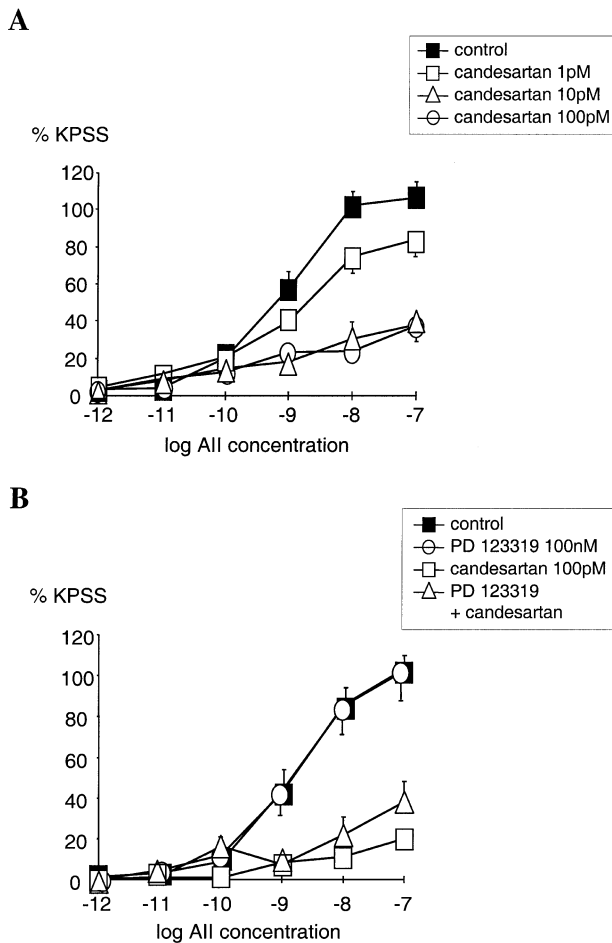 A
control
candesartan 1pM
candesartan 10pM
candesartan 100pM
% KPSS
120
100
80
60
40
20
0
-12 -11 -10 -9 -8 -7
log AII concentration
B
control
PD 123319 100nM
candesartan 100pM
PD 123319
+ candesartan
% KPSS
120
100
80
60
40
20
0
-12 -11 -10 -9 -8 -7
log AII concentration